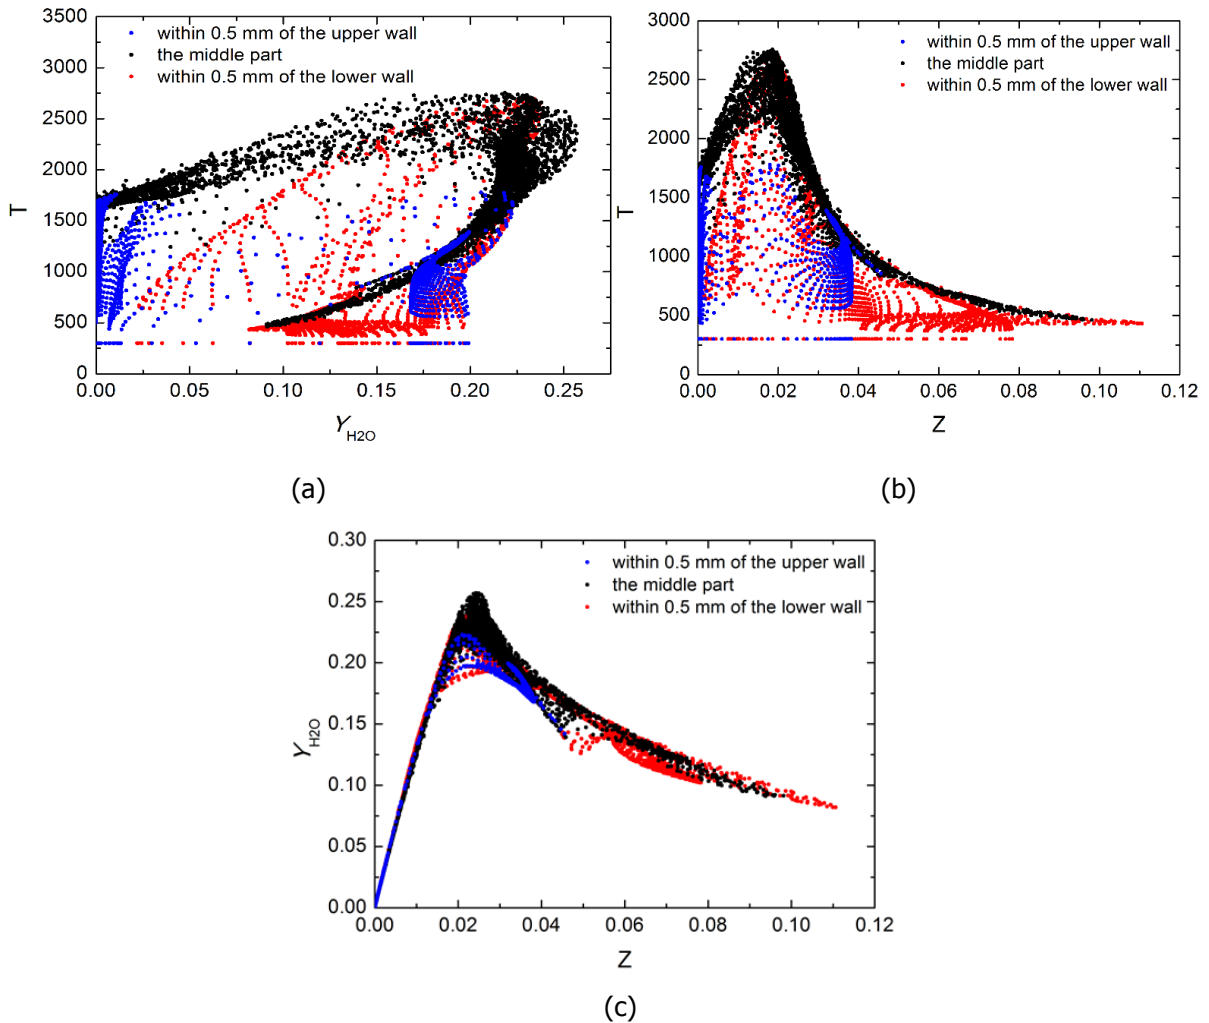 3500
3000
2500
2000
1500
1000
500
0
T
within 0.5 mm of the upper wall
the middle part
within 0.5 mm of the lower wall
0.00 0.05 0.10 0.15 0.20 0.25
Y_H2O
(a)
3000
2500
2000
1500
1000
500
0
T
within 0.5 mm of the upper wall
the middle part
within 0.5 mm of the lower wall
0.00 0.02 0.04 0.06 0.08 0.10 0.12
Z
(b)
0.30
0.25
0.20
0.15
0.10
0.05
0.00
Y_H2O
within 0.5 mm of the upper wall
the middle part
within 0.5 mm of the lower wall
0.00 0.02 0.04 0.06 0.08 0.10 0.12
Z
(c)